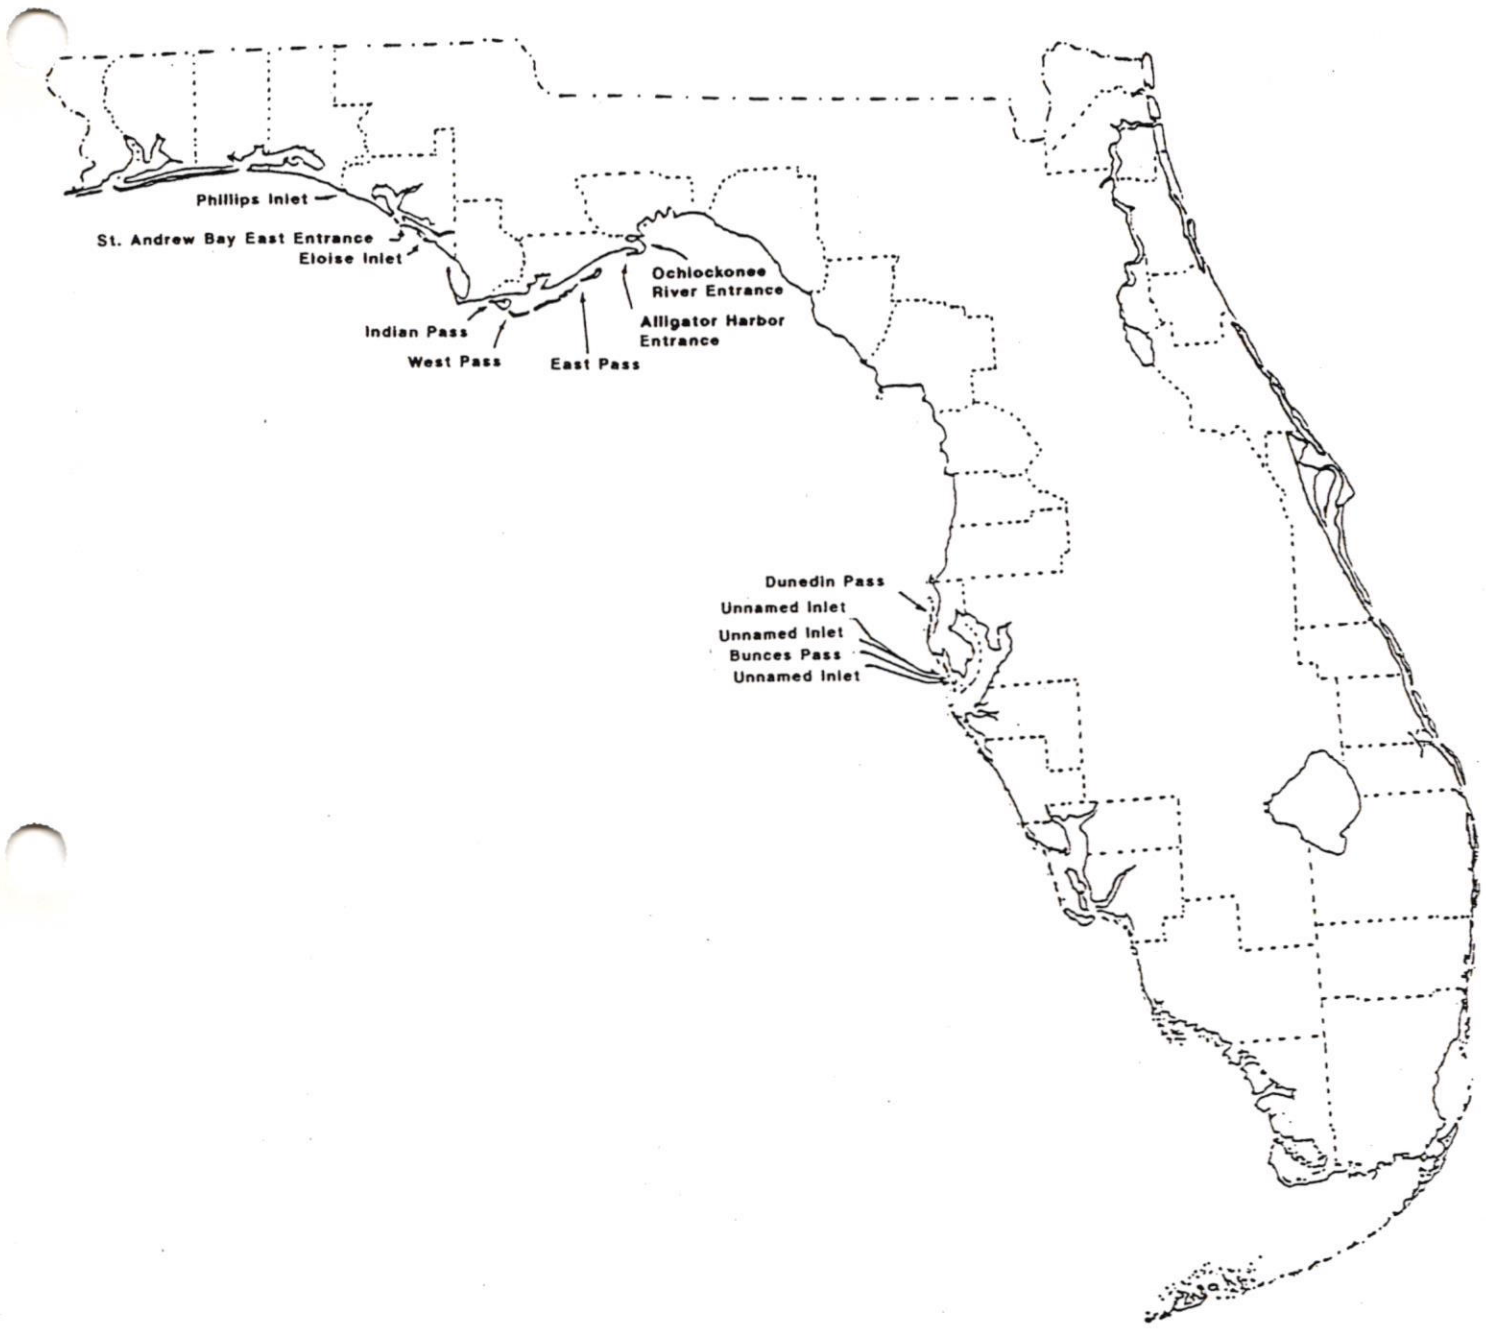 Phillips Inlet
St. Andrew Bay East Entrance
Eloise Inlet
Ochlockonee
River Entrance
Indian Pass
Alligator Harbor
Entrance
West Pass
East Pass
Dunedin Pass
Unnamed Inlet
Unnamed Inlet
Bunces Pass
Unnamed Inlet